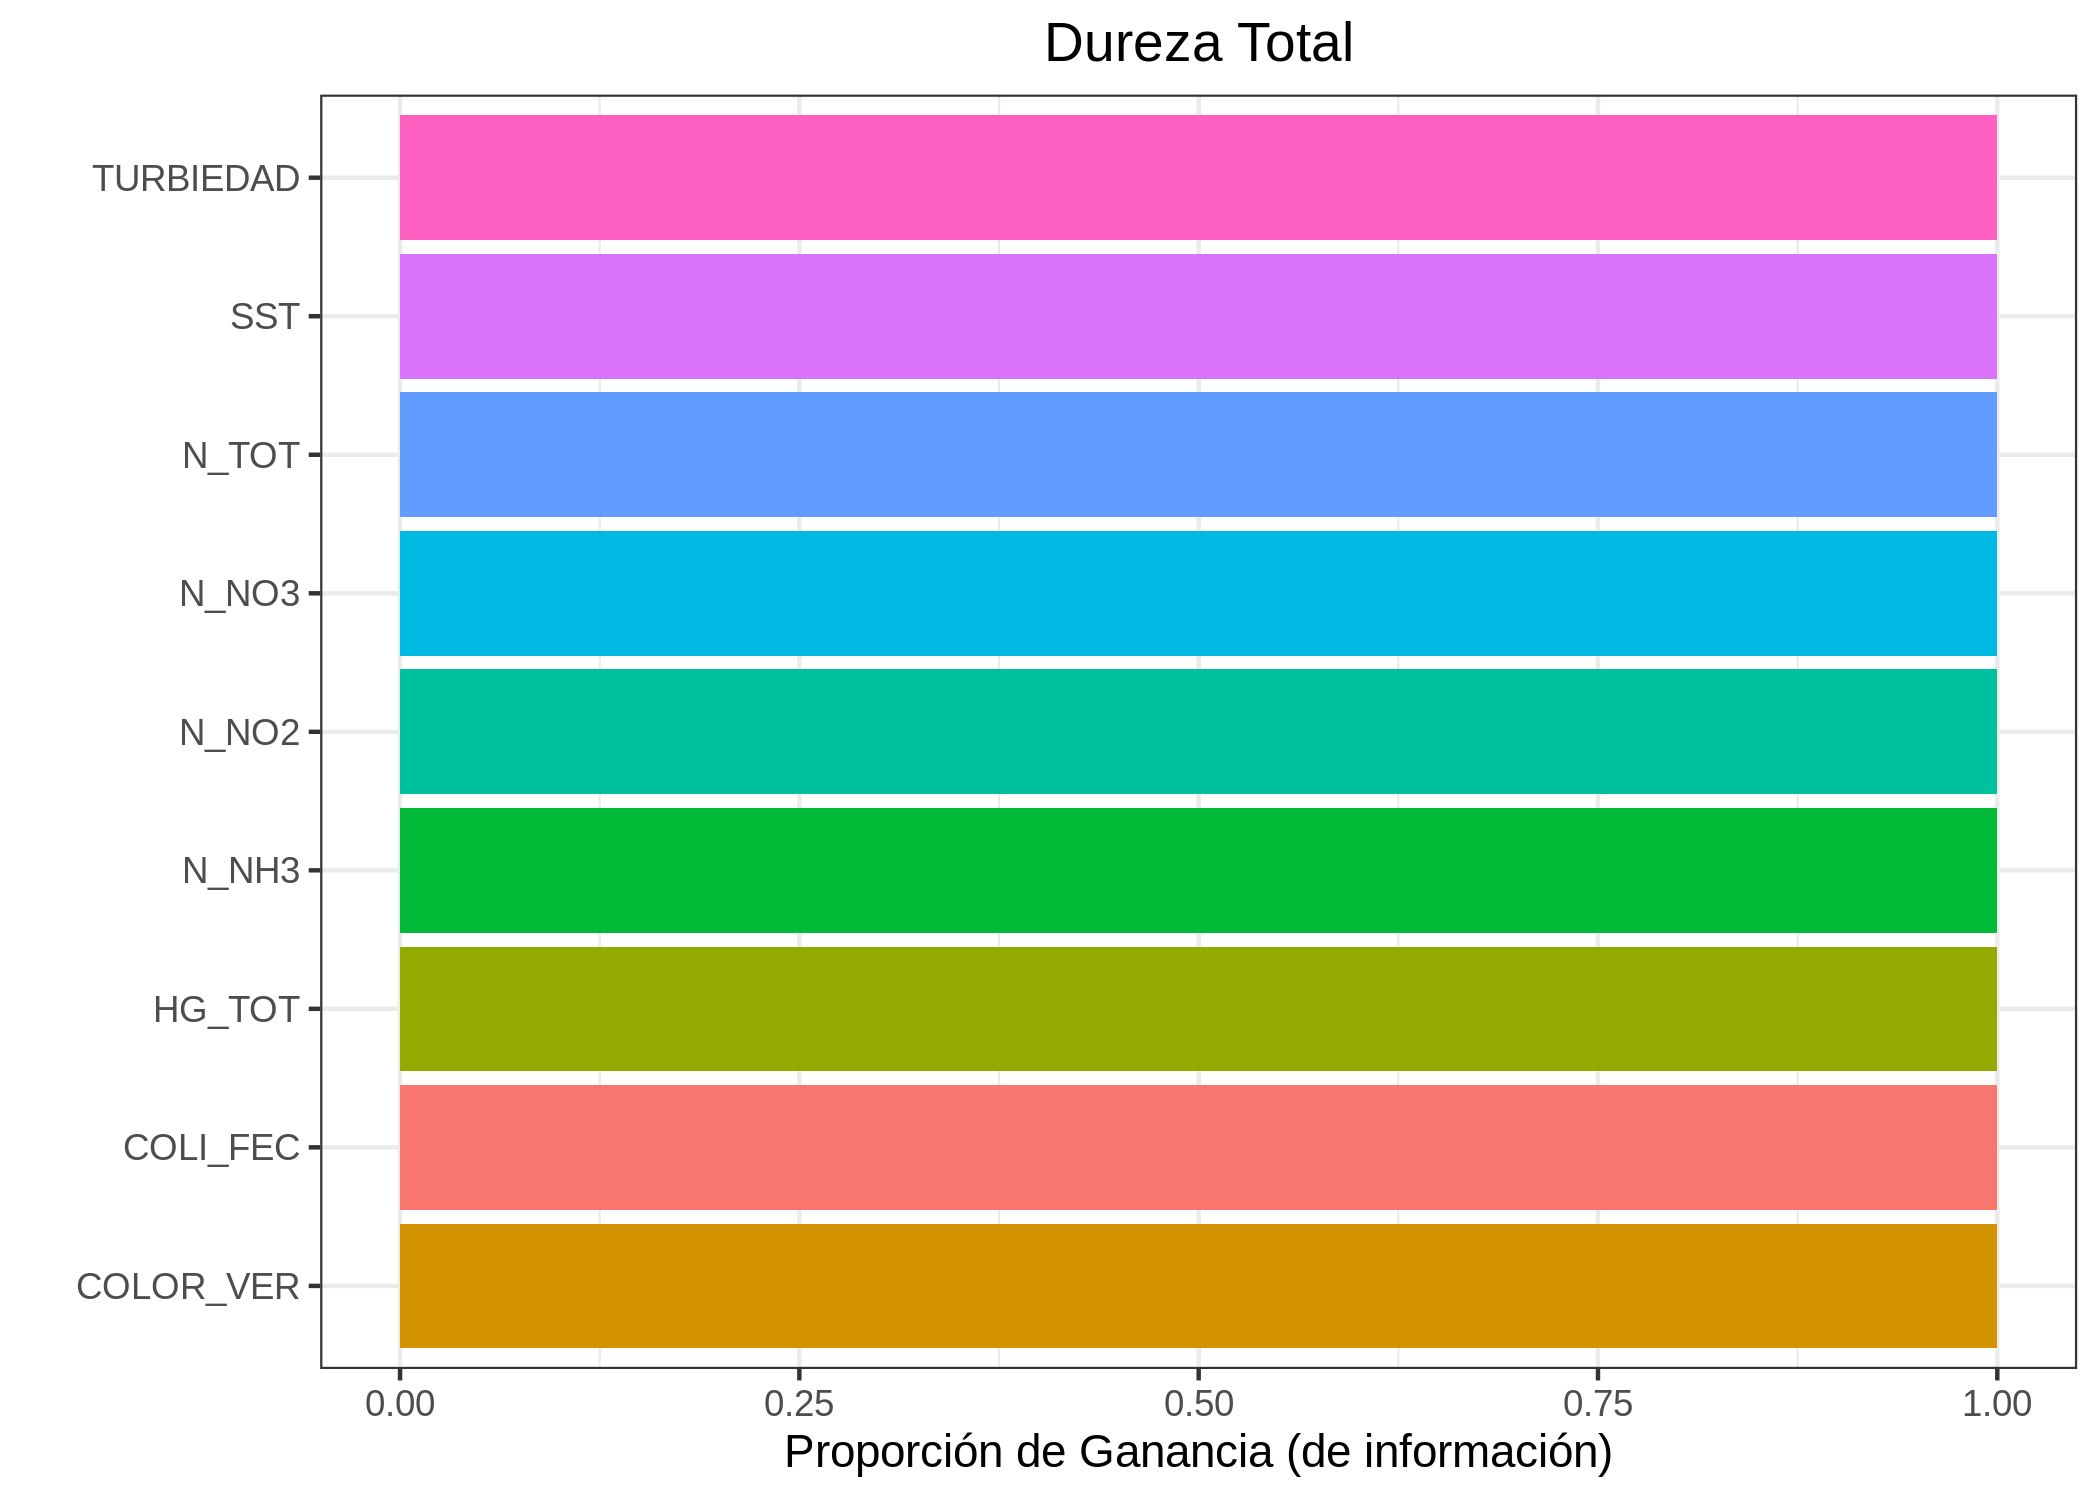 Dureza Total
TURBIEDAD
SST
N_TOT
N_NO3
N_NO2
N_NH3
HG_TOT
COLI_FEC
COLOR_VER
0.00 0.25 0.50 0.75 1.00
Proporción de Ganancia (de información)